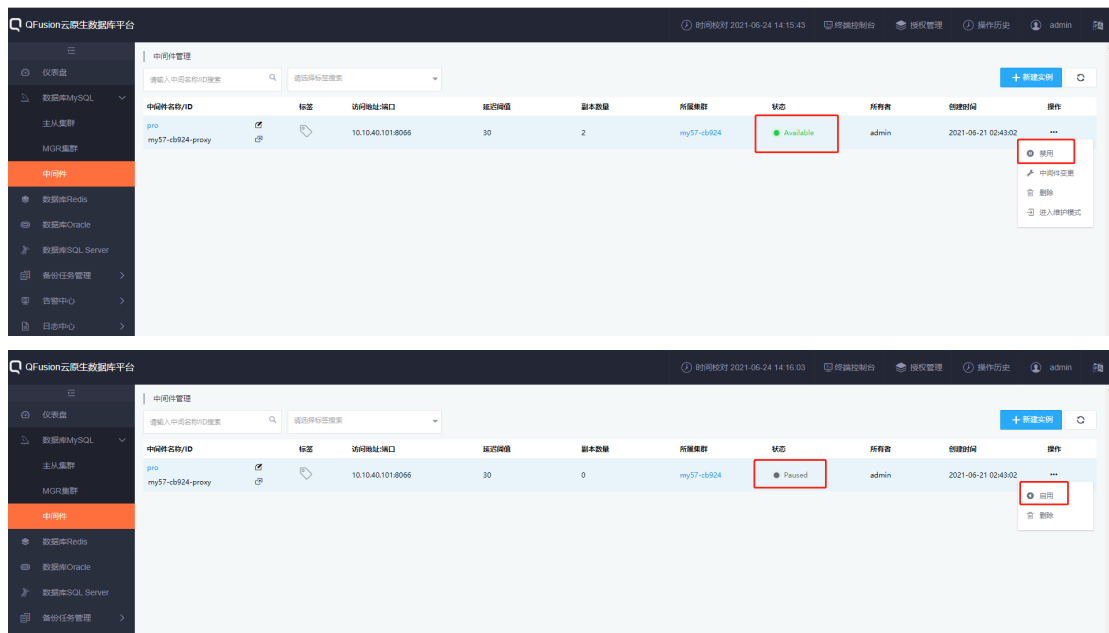 QFusion云原生数据库平台
时间校对 2021-06-24 14:15:43 终端控制台 授权管理 操作历史 admin
仪表盘
数据库MySQL
主从集群
MGR集群
中间件
数据库Redis
数据库Oracle
数据库SQL Server
备份任务管理
告警中心
日志中心
中间件管理
请输入中间名称/ID搜索 请选择标签搜索 新建实例
中间件名称/ID 标签 访问地址:端口 延迟阈值 副本数量 所属集群 状态 所有者 创建时间 操作
pro
my57-cb924-proxy 10.10.40.101:8066 30 2 my57-cb924 Available admin 2021-06-21 02:43:02 •••
禁用
中间件变更
删除
进入维护模式
QFusion云原生数据库平台
时间校对 2021-06-24 14:16:03 终端控制台 授权管理 操作历史 admin
仪表盘
数据库MySQL
主从集群
MGR集群
中间件
数据库Redis
数据库Oracle
数据库SQL Server
备份任务管理
中间件管理
请输入中间名称/ID搜索 请选择标签搜索 新建实例
中间件名称/ID 标签 访问地址:端口 延迟阈值 副本数量 所属集群 状态 所有者 创建时间 操作
pro
my57-cb924-proxy 10.10.40.101:8066 30 0 my57-cb924 Paused admin 2021-06-21 02:43:02 •••
启用
删除